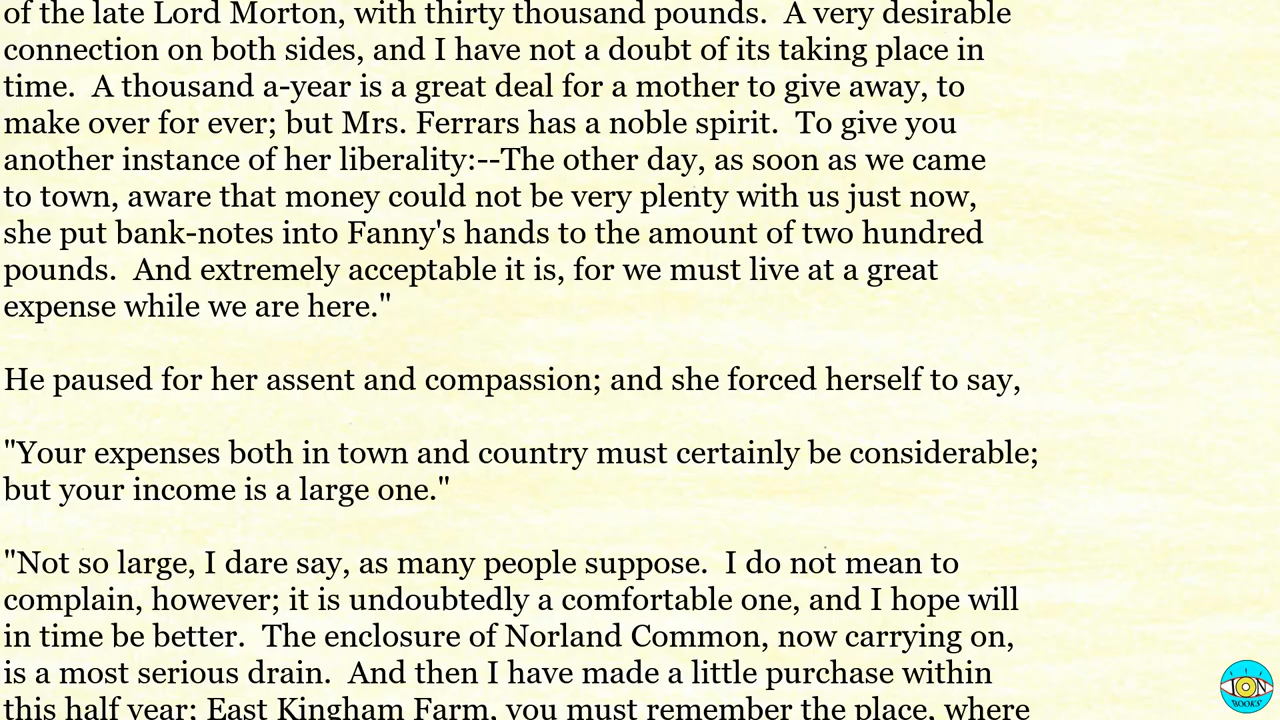 of the late Lord Morton, with thirty thousand pounds.  A very desirable
connection on both sides, and I have not a doubt of its taking place in
time.  A thousand a-year is a great deal for a mother to give away, to
make over for ever; but Mrs. Ferrars has a noble spirit.  To give you
another instance of her liberality:--The other day, as soon as we came
to town, aware that money could not be very plenty with us just now,
she put bank-notes into Fanny's hands to the amount of two hundred
pounds.  And extremely acceptable it is, for we must live at a great
expense while we are here."
He paused for her assent and compassion; and she forced herself to say,
"Your expenses both in town and country must certainly be considerable;
but your income is a large one."
"Not so large, I dare say, as many people suppose.  I do not mean to
complain, however; it is undoubtedly a comfortable one, and I hope will
in time be better.  The enclosure of Norland Common, now carrying on,
is a most serious drain.  And then I have made a little purchase within
this half year; East Kingham Farm, you must remember the place, where
ION
BOOKS